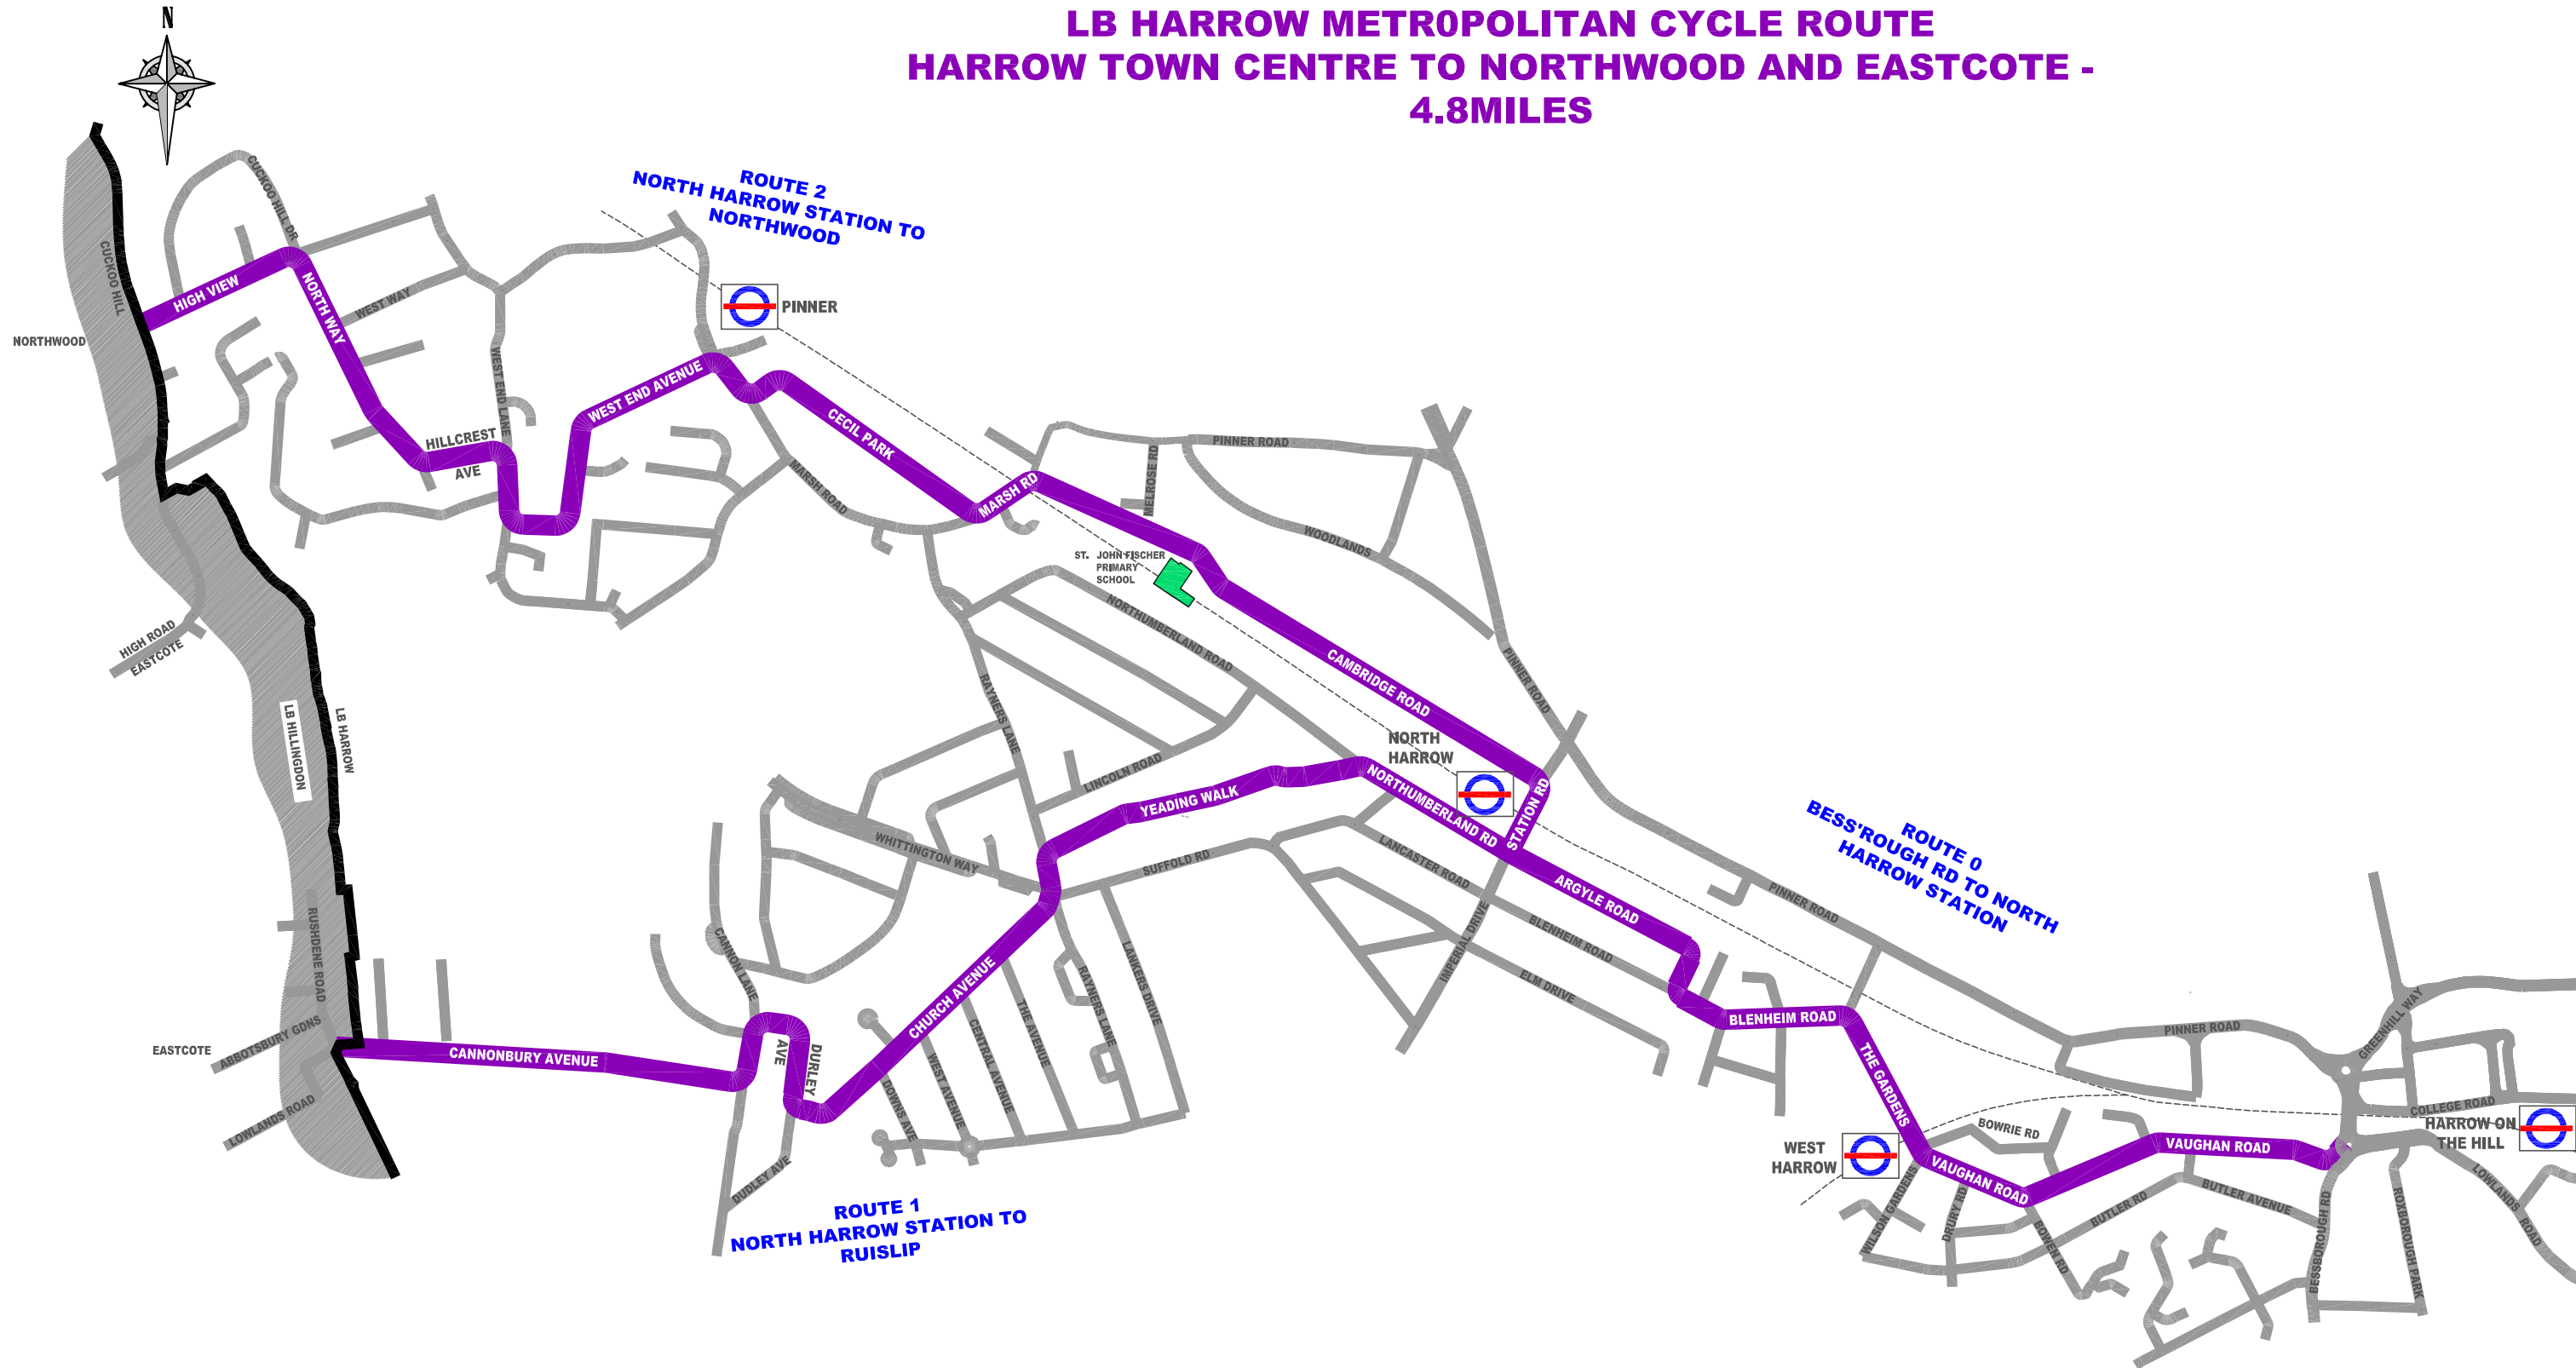 LB HARROW METR0POLITAN CYCLE ROUTE
HARROW TOWN CENTRE TO NORTHWOOD AND EASTCOTE -
4.8MILES
N
ROUTE 2
NORTH HARROW STATION TO
NORTHWOOD
CUCKOO HILL DR
CUCKOO HILL
HIGH VIEW
NORTH WAY
WEST WAY
PINNER
NORTHWOOD
WEST END LANE
WEST END AVENUE
HILLCREST
AVE
CECIL PARK
MARSH ROAD
MARSH RD
PINNER ROAD
MELROSE RD
WOODLANDS
ST. JOHN FISCHER
PRIMARY
SCHOOL
NORTHUMBERLAND ROAD
HIGH ROAD
EASTCOTE
CAMBRIDGE ROAD
PINNER ROAD
RAYNERS LANE
LB HILLINGDON
LB HARROW
NORTH
HARROW
LINCOLN ROAD
YEADING WALK
NORTHUMBERLAND RD
STATION RD
WHITTINGTON WAY
SUFFOLD RD
LANCASTER ROAD
ARGYLE ROAD
PINNER ROAD
ROUTE 0
BESS'ROUGH RD TO NORTH
HARROW STATION
RUSHDENE ROAD
CANNON LANE
CHURCH AVENUE
RAYNERS LANE
LANKERS DRIVE
IMPERIAL DRIVE
BLENHEIM ROAD
ELM DRIVE
BLENHEIM ROAD
EASTCOTE
ABBOTSBURY GDNS
CANNONBURY AVENUE
DURLEY
AVE
DOWNS AVE
WEST AVENUE
CENTRAL AVENUE
THE AVENUE
THE GARDENS
PINNER ROAD
GREENHILL WAY
COLLEGE ROAD
LOWLANDS ROAD
HARROW ON
THE HILL
WEST
HARROW
BOWRIE RD
VAUGHAN ROAD
VAUGHAN ROAD
DUDLEY AVE
WILSON GARDENS
DRURY RD
BOWEN RD
BUTLER RD
BUTLER AVENUE
BESSBOROUGH RD
ROXBOROUGH PARK
LOWLANDS ROAD
ROUTE 1
NORTH HARROW STATION TO
RUISLIP